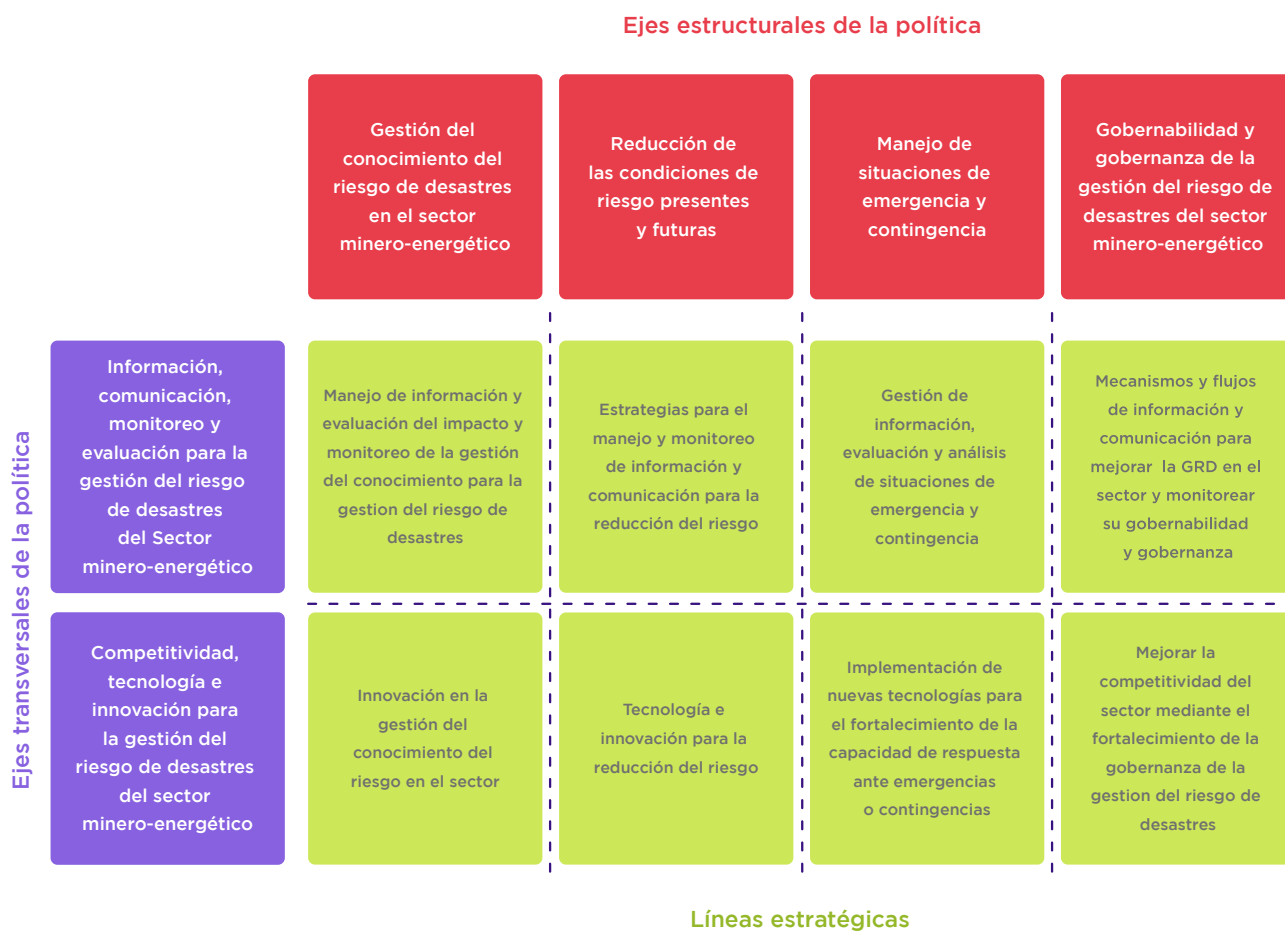 Ejes estructurales de la política
Gestión del
conocimiento del
riesgo de desastres
en el sector
minero-energético
Reducción de
las condiciones de
riesgo presentes
y futuras
Manejo de
situaciones de
emergencia y
contingencia
Gobernabilidad y
gobernanza de la
gestión del riesgo de
desastres del sector
minero-energético
Ejes transversales de la política
Información,
comunicación,
monitoreo y
evaluación para la
gestión del riesgo
de desastres
del Sector
minero-energético
Manejo de información y
evaluación del impacto y
monitoreo de la gestión
del conocimiento para la
gestion del riesgo de
desastres
Estrategias para el
manejo y monitoreo
de información y
comunicación para la
reducción del riesgo
Gestión de
información,
evaluación y análisis
de situaciones de
emergencia y
contingencia
Mecanismos y flujos
de información y
comunicación para
mejorar la GRD en el
sector y monitorear
su gobernabilidad
y gobernanza
Competitividad,
tecnología e
innovación para
la gestión del
riesgo de desastres
del sector
minero-energético
Innovación en la
gestión del
conocimiento del
riesgo en el sector
Tecnología e
innovación para la
reducción del riesgo
Implementación de
nuevas tecnologías para
el fortalecimiento de la
capacidad de respuesta
ante emergencias
o contingencias
Mejorar la
competitividad del
sector mediante el
fortalecimiento de la
gobernanza de la
gestion del riesgo de
desastres
Líneas estratégicas